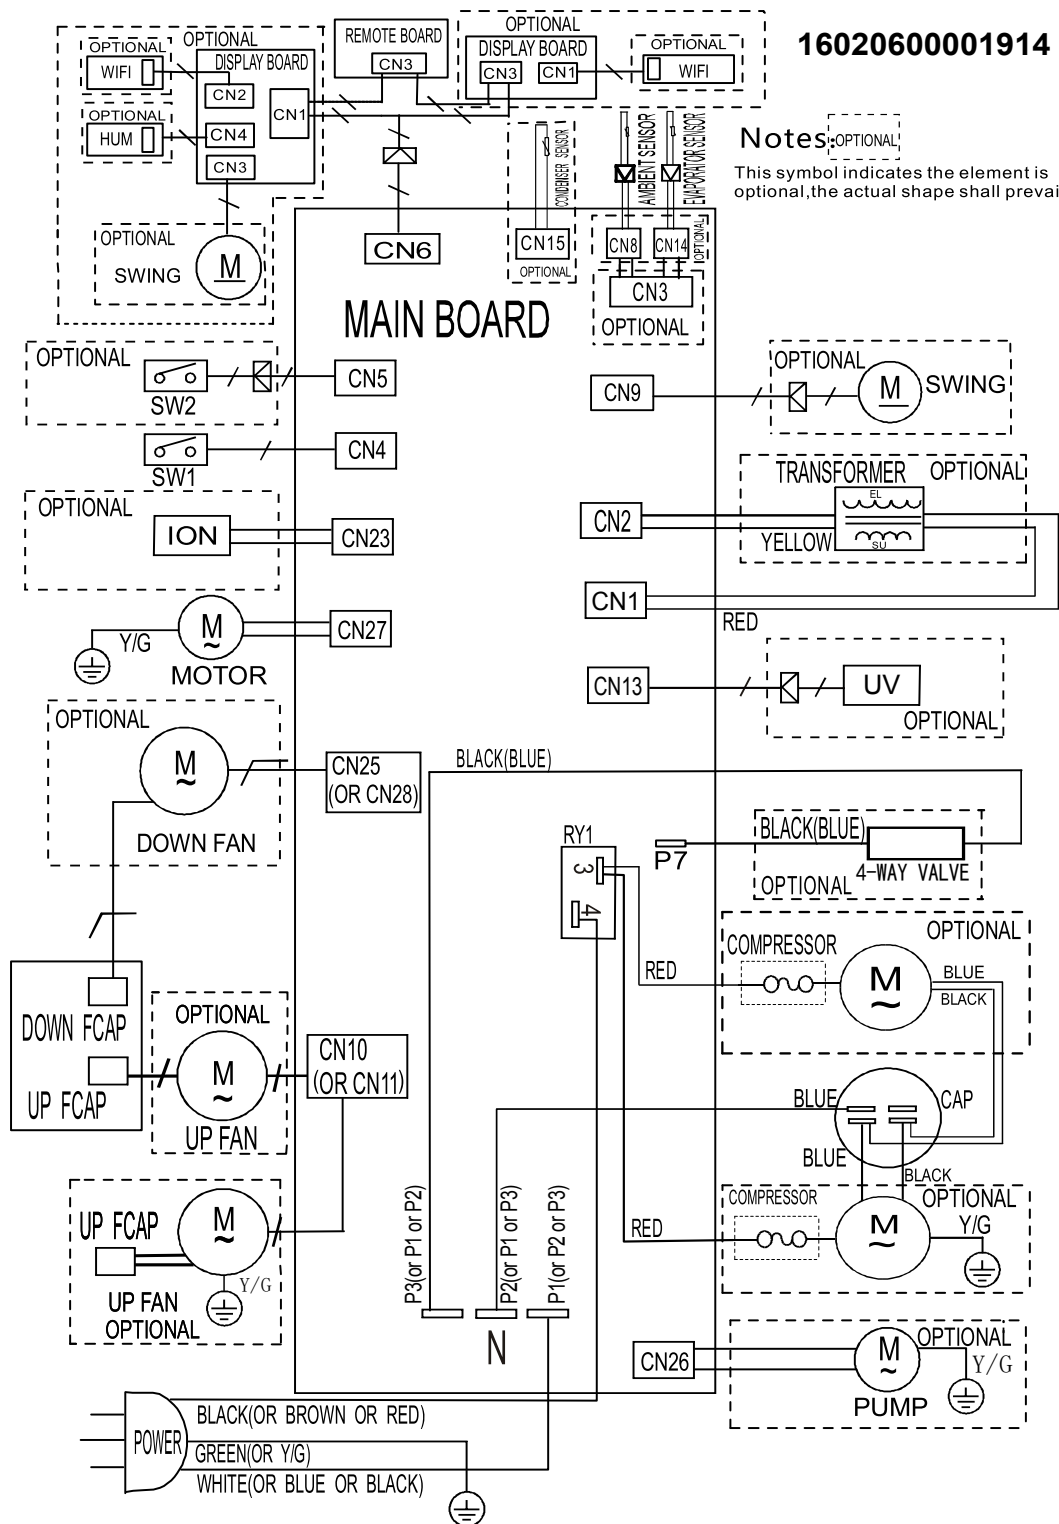 16020600001914
OPTIONAL
OPTIONAL
WIFI
DISPLAY BOARD
CN2
CN1
OPTIONAL
HUM
CN4
CN3
OPTIONAL
SWING
M
REMOTE BOARD
CN3
OPTIONAL
DISPLAY BOARD
CN3
CN1
OPTIONAL
WIFI
CN6
CONDENSER SENSOR
CN15
OPTIONAL
AMBIENT SENSOR
EVAPORATOR SENSOR
CN8
CN14
OPTIONAL
CN3
OPTIONAL
Notes:
OPTIONAL
This symbol indicates the element is
optional,the actual shape shall prevai
MAIN BOARD
OPTIONAL
SW2
CN5
SW1
CN4
OPTIONAL
ION
CN23
M
~
Y/G
MOTOR
CN27
OPTIONAL
M
~
DOWN FAN
CN25
(OR CN28)
DOWN FCAP
UP FCAP
OPTIONAL
M
~
UP FAN
CN10
(OR CN11)
UP FCAP
M
~
Y/G
UP FAN
OPTIONAL
CN9
OPTIONAL
M
SWING
CN2
TRANSFORMER
OPTIONAL
EL
SU
YELLOW
CN1
RED
CN13
UV
OPTIONAL
BLACK(BLUE)
RY1
3
4
P7
BLACK(BLUE)
4-WAY VALVE
OPTIONAL
OPTIONAL
COMPRESSOR
RED
M
~
BLUE
BLACK
BLUE
CAP
BLUE
BLACK
COMPRESSOR
OPTIONAL
RED
M
~
Y/G
P3(or P1 or P2)
P2(or P1 or P3)
P1(or P2 or P3)
N
CN26
OPTIONAL
M
~
Y/G
PUMP
POWER
BLACK(OR BROWN OR RED)
GREEN(OR Y/G)
WHITE(OR BLUE OR BLACK)